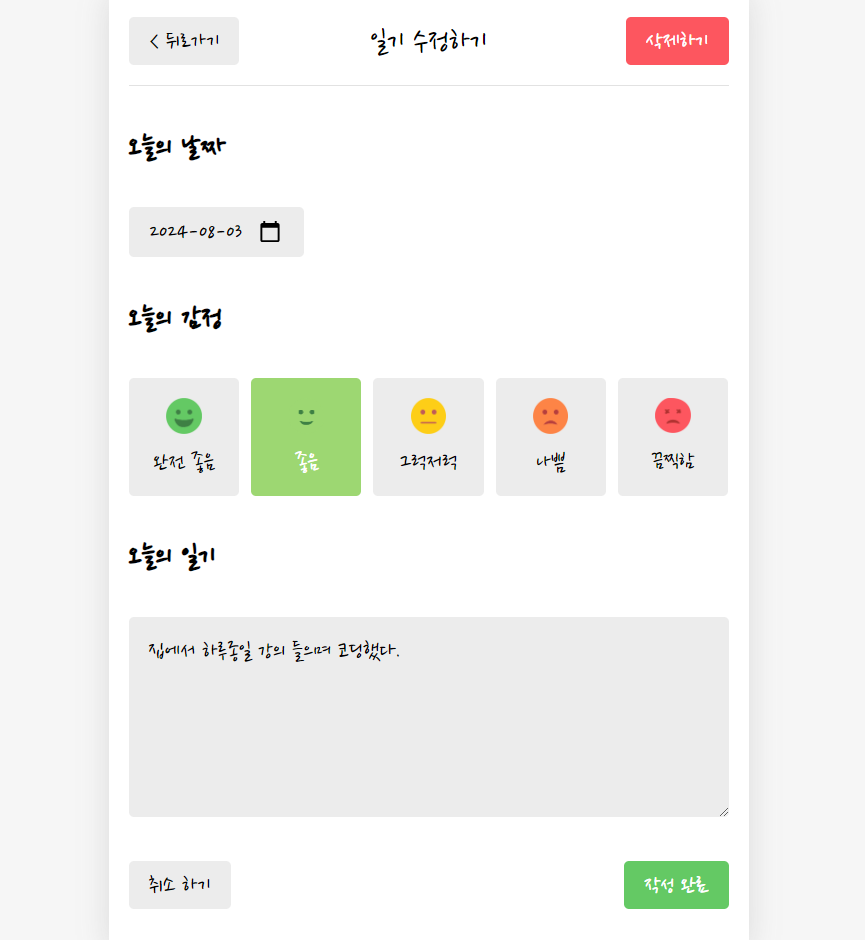 < 뒤로가기 일기 수정하기 삭제하기
오늘의 날짜
2024-08-03
오늘의 감정
완전 좋음 좋음 그럭저럭 나쁨 끔찍함
오늘의 일기
집에서 하루종일 강의 들으며 코딩했다.
취소 하기 작성 완료